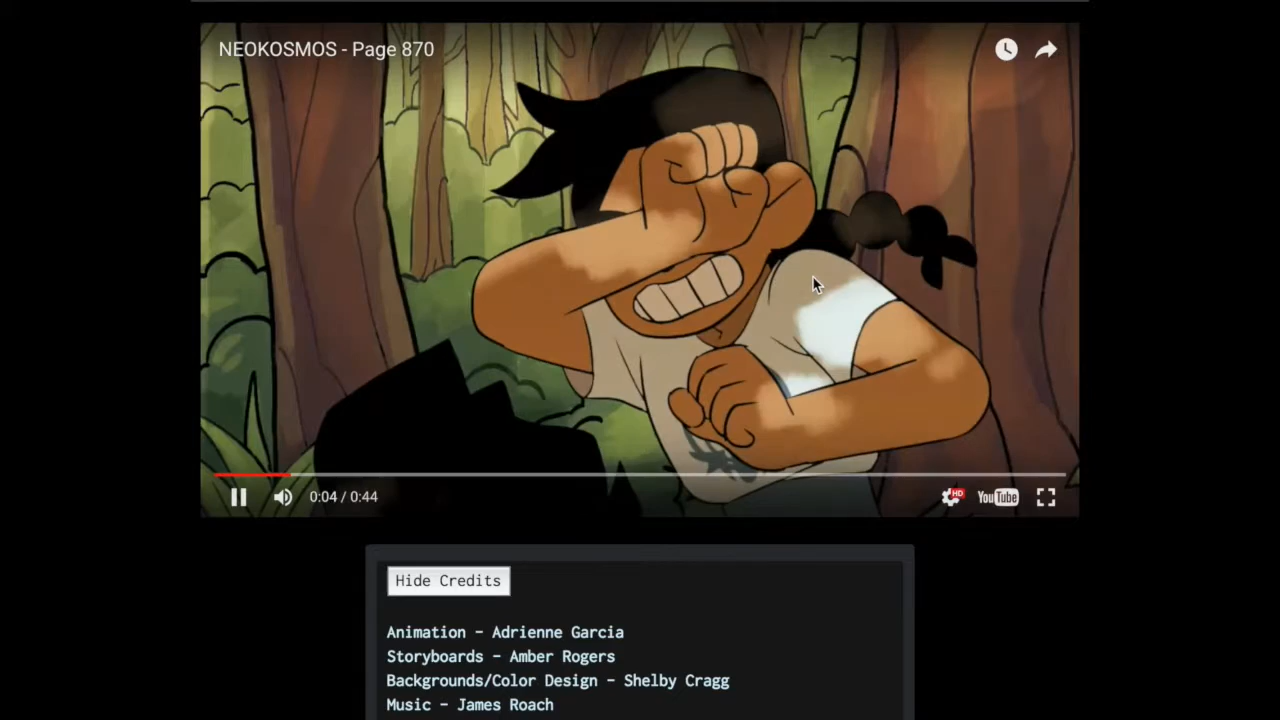 NEOKOSMOS - Page 870
0:04 / 0:44
HD
YouTube
Hide Credits
Animation - Adrienne Garcia
Storyboards - Amber Rogers
Backgrounds/Color Design - Shelby Cragg
Music - James Roach